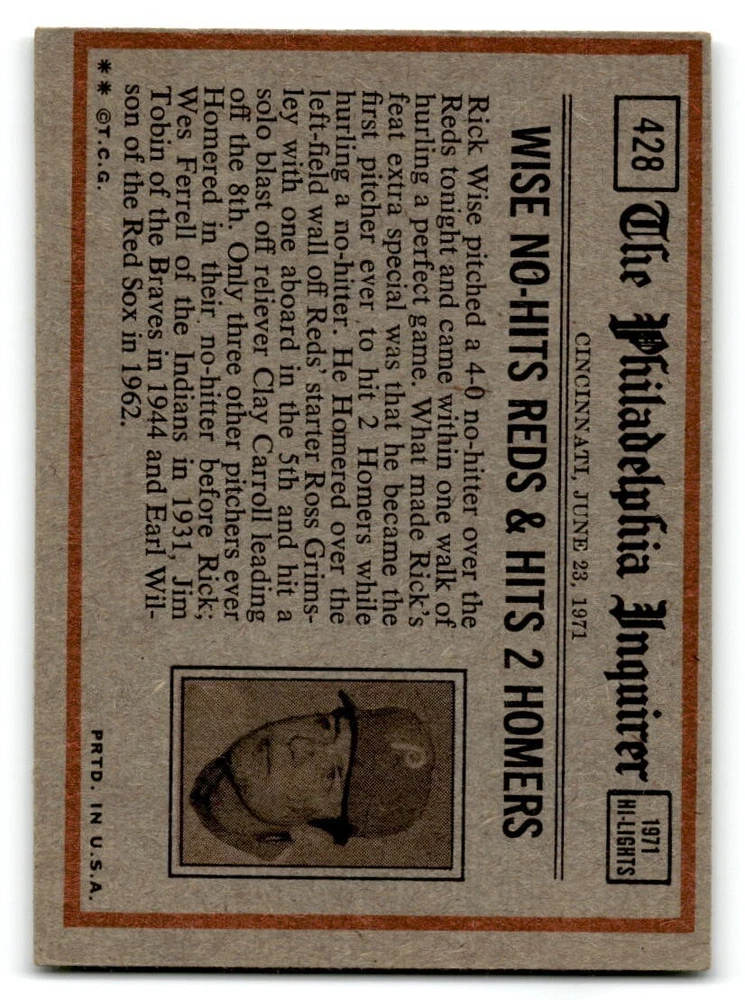 428
The Philadelphia Inquirer
1971
HI-LIGHTS
CINCINNATI, JUNE 23, 1971
WISE NO-HITS REDS & HITS 2 HOMERS
Rick Wise pitched a 4-0 no-hitter over the
Reds tonight and came within one walk of
hurling a perfect game. What made Rick's
feat extra special was that he became the
first pitcher ever to hit 2 Homers while
hurling a no-hitter. He Homered over the
left-field wall off Reds' starter Ross Grims-
ley with one aboard in the 5th and hit a
solo blast off reliever Clay Carroll leading
off the 8th. Only three other pitchers ever
Homered in their no-hitter before Rick;
Wes Ferrell of the Indians in 1931, Jim
Tobin of the Braves in 1944 and Earl Wil-
son of the Red Sox in 1962.
P
** ©T.C.G.
PRTD. IN U.S.A.